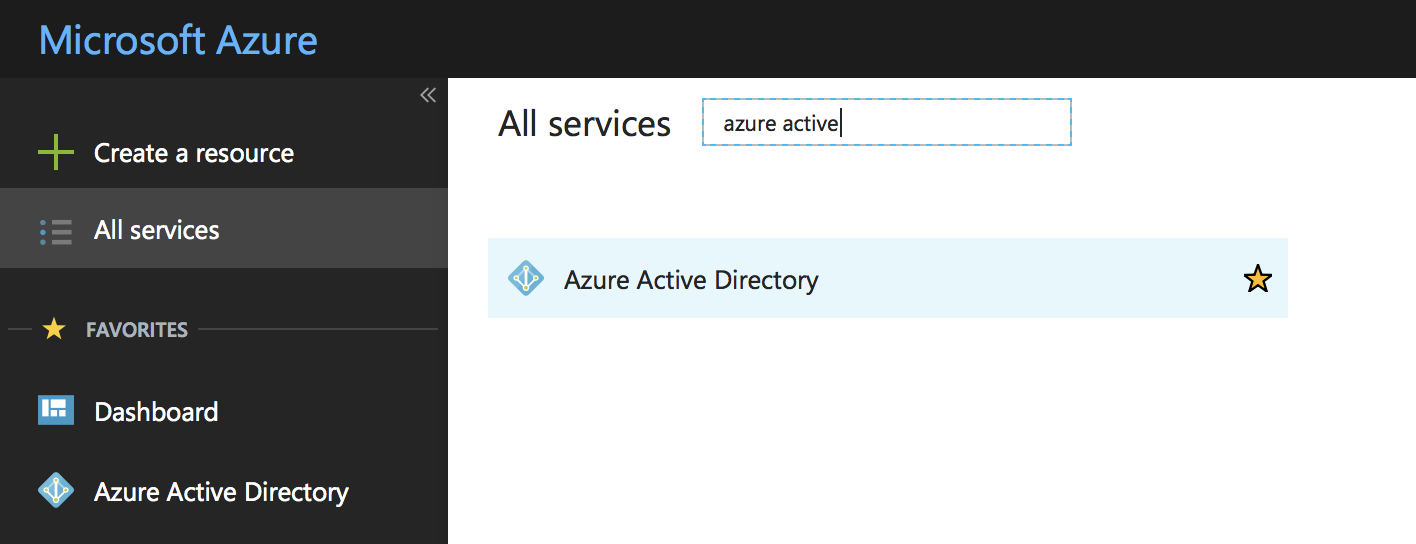 Microsoft Azure
Create a resource
All services
FAVORITES
Dashboard
Azure Active Directory
All services
azure active
Azure Active Directory